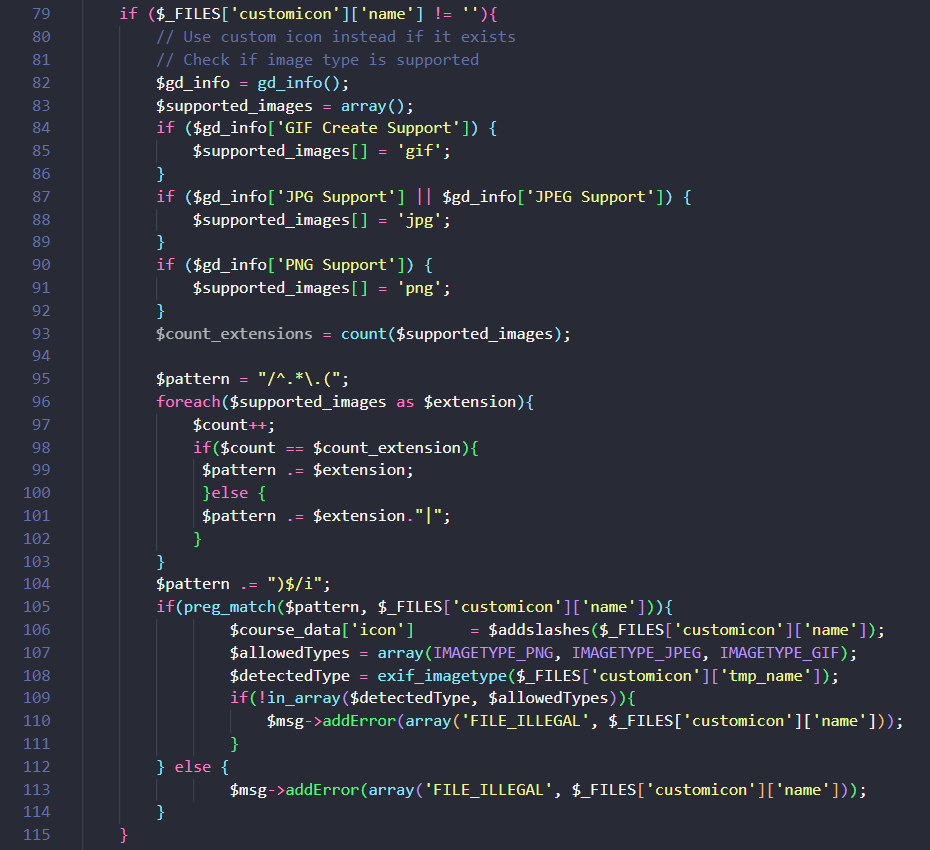 79 if ($_FILES['customicon']['name'] != ''){
80 // Use custom icon instead if it exists
81 // Check if image type is supported
82 $gd_info = gd_info();
83 $supported_images = array();
84 if ($gd_info['GIF Create Support']) {
85 $supported_images[] = 'gif';
86 }
87 if ($gd_info['JPG Support'] || $gd_info['JPEG Support']) {
88 $supported_images[] = 'jpg';
89 }
90 if ($gd_info['PNG Support']) {
91 $supported_images[] = 'png';
92 }
93 $count_extensions = count($supported_images);
94
95 $pattern = "/^.*\.(";
96 foreach($supported_images as $extension){
97 $count++;
98 if($count == $count_extension){
99 $pattern .= $extension;
100 }else {
101 $pattern .= $extension."|";
102 }
103 }
104 $pattern .= ")$/i";
105 if(preg_match($pattern, $_FILES['customicon']['name'])){
106 $course_data['icon'] = $addslashes($_FILES['customicon']['name']);
107 $allowedTypes = array(IMAGETYPE_PNG, IMAGETYPE_JPEG, IMAGETYPE_GIF);
108 $detectedType = exif_imagetype($_FILES['customicon']['tmp_name']);
109 if(!in_array($detectedType, $allowedTypes)){
110 $msg->addError(array('FILE_ILLEGAL', $_FILES['customicon']['name']));
111 }
112 } else {
113 $msg->addError(array('FILE_ILLEGAL', $_FILES['customicon']['name']));
114 }
115 }